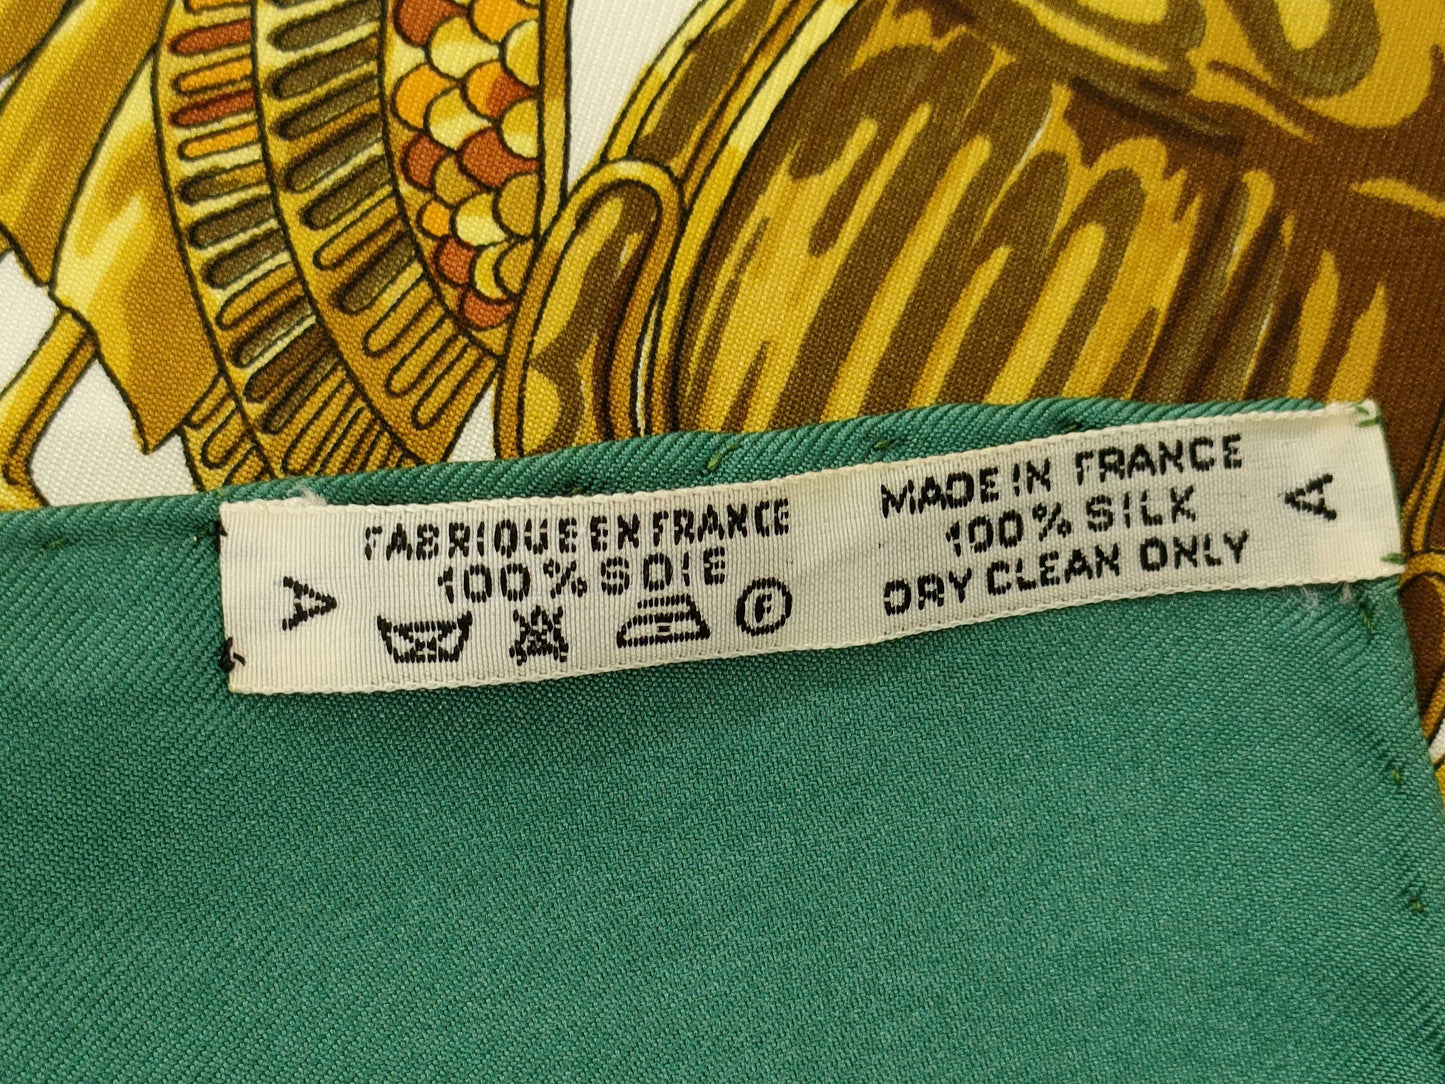 A
FABRIQUE EN FRANCE
100% SOIE
F
MADE IN FRANCE
100% SILK
DRY CLEAN ONLY
A